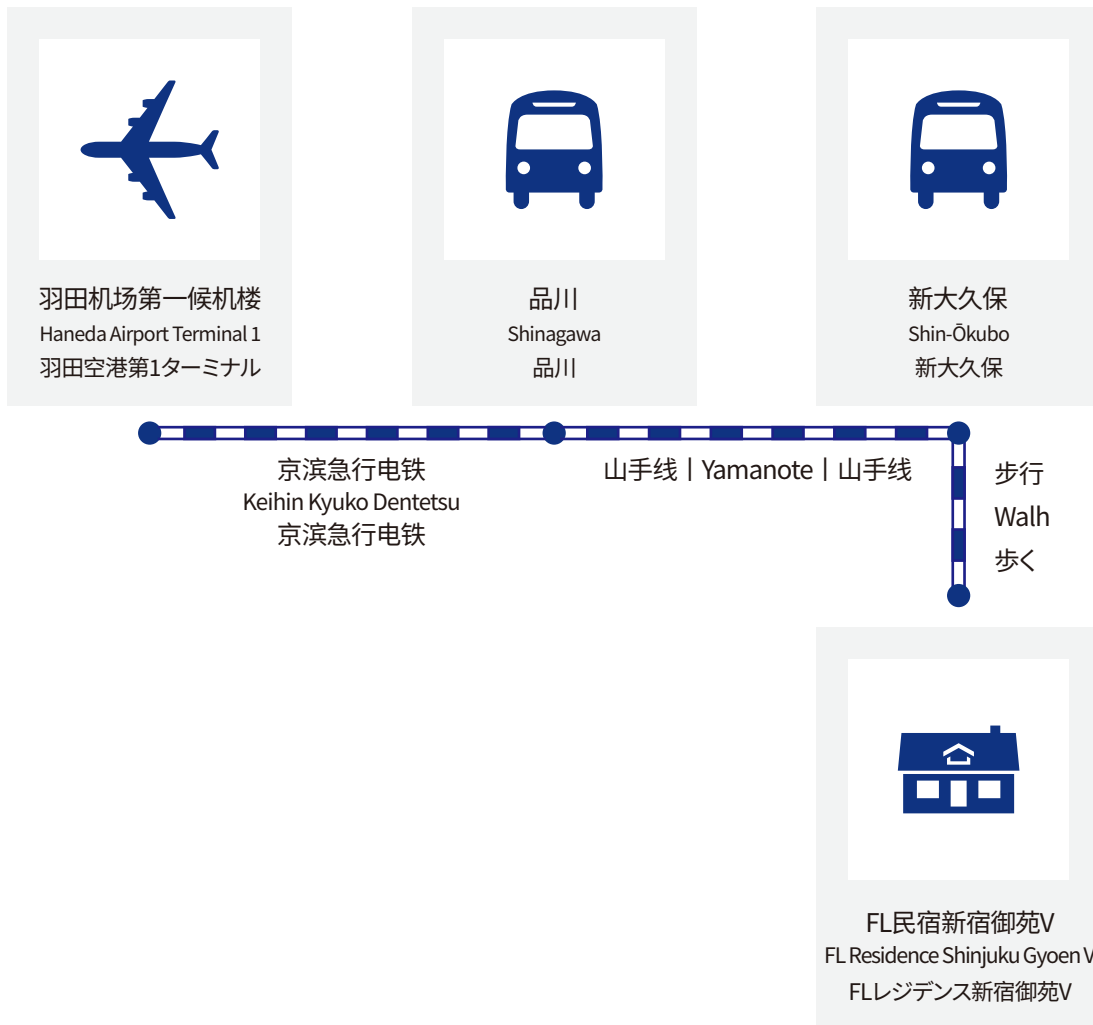 羽田机场第一候机楼
Haneda Airport Terminal 1
羽田空港第1ターミナル
品川
Shinagawa
品川
新大久保
Shin-Ōkubo
新大久保
京滨急行电铁
Keihin Kyuko Dentetsu
京滨急行电铁
山手线丨Yamanote丨山手线
步行
Walh
歩く
FL民宿新宿御苑V
FL Residence Shinjuku Gyoen V
FLレジデンス新宿御苑V